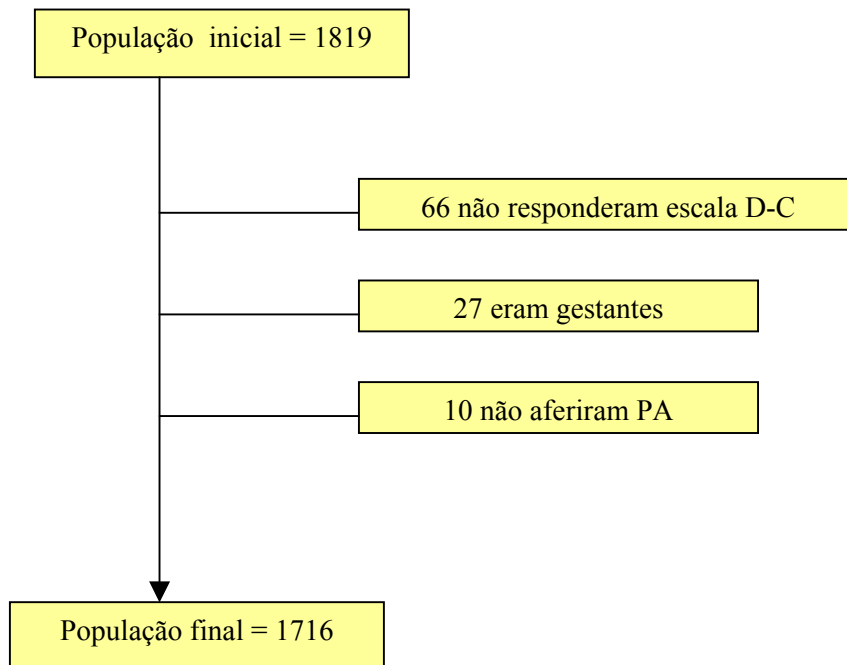 População inicial = 1819
66 não responderam escala D-C
27 eram gestantes
10 não aferiram PA
População final = 1716